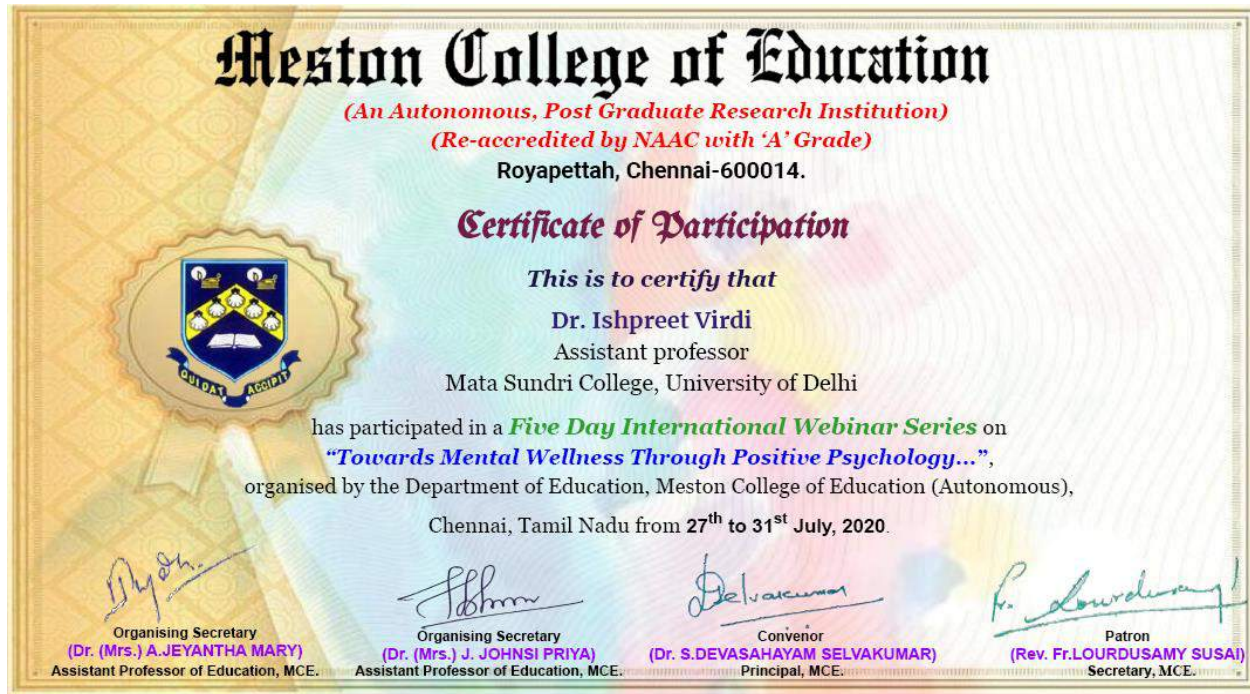 Meston College of Education
(An Autonomous, Post Graduate Research Institution)
(Re-accredited by NAAC with ‘A’ Grade)
Royapettah, Chennai-600014.
Certificate of Participation
This is to certify that
Dr. Ishpreet Virdi
Assistant professor
Mata Sundri College, University of Delhi
QUI DAT ACCIPIT
has participated in a Five Day International Webinar Series on
“Towards Mental Wellness Through Positive Psychology...”,
organised by the Department of Education, Meston College of Education (Autonomous),
Chennai, Tamil Nadu from 27th to 31st July, 2020.
Selvakumar
Fr. Lourdusamy
Organising Secretary
(Dr. (Mrs.) A.JEYANTHA MARY)
Assistant Professor of Education, MCE.
Organising Secretary
(Dr. (Mrs.) J. JOHNSI PRIYA)
Assistant Professor of Education, MCE.
Convenor
(Dr. S.DEVASAHAYAM SELVAKUMAR)
Principal, MCE.
Patron
(Rev. Fr.LOURDUSAMY SUSAI)
Secretary, MCE.